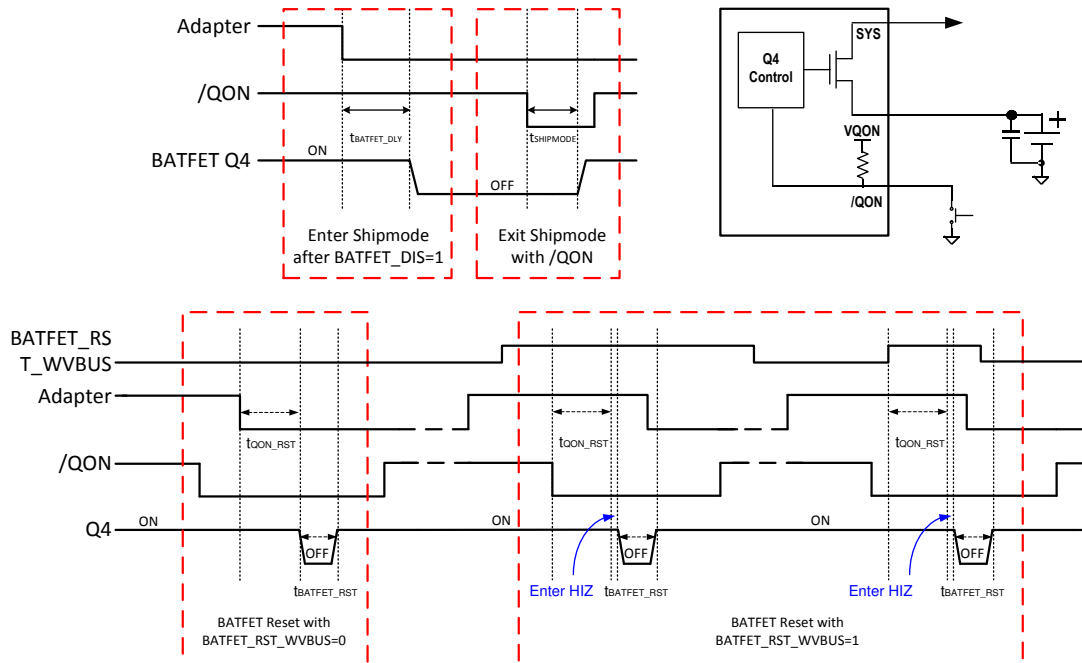 Adapter
/QON
tBATFET_DLY
tSHIPMODE
BATFET Q4
ON
OFF
Enter Shipmode
after BATFET_DIS=1
Exit Shipmode
with /QON
SYS
Q4
Control
VQON
+
/QON
BATFET_RS
T_WVBUS
Adapter
tQON_RST
tQON_RST
tQON_RST
/QON
Q4
ON
ON
ON
OFF
OFF
OFF
tBATFET_RST
Enter HIZ
tBATFET_RST
Enter HIZ
tBATFET_RST
BATFET Reset with
BATFET_RST_WVBUS=0
BATFET Reset with
BATFET_RST_WVBUS=1